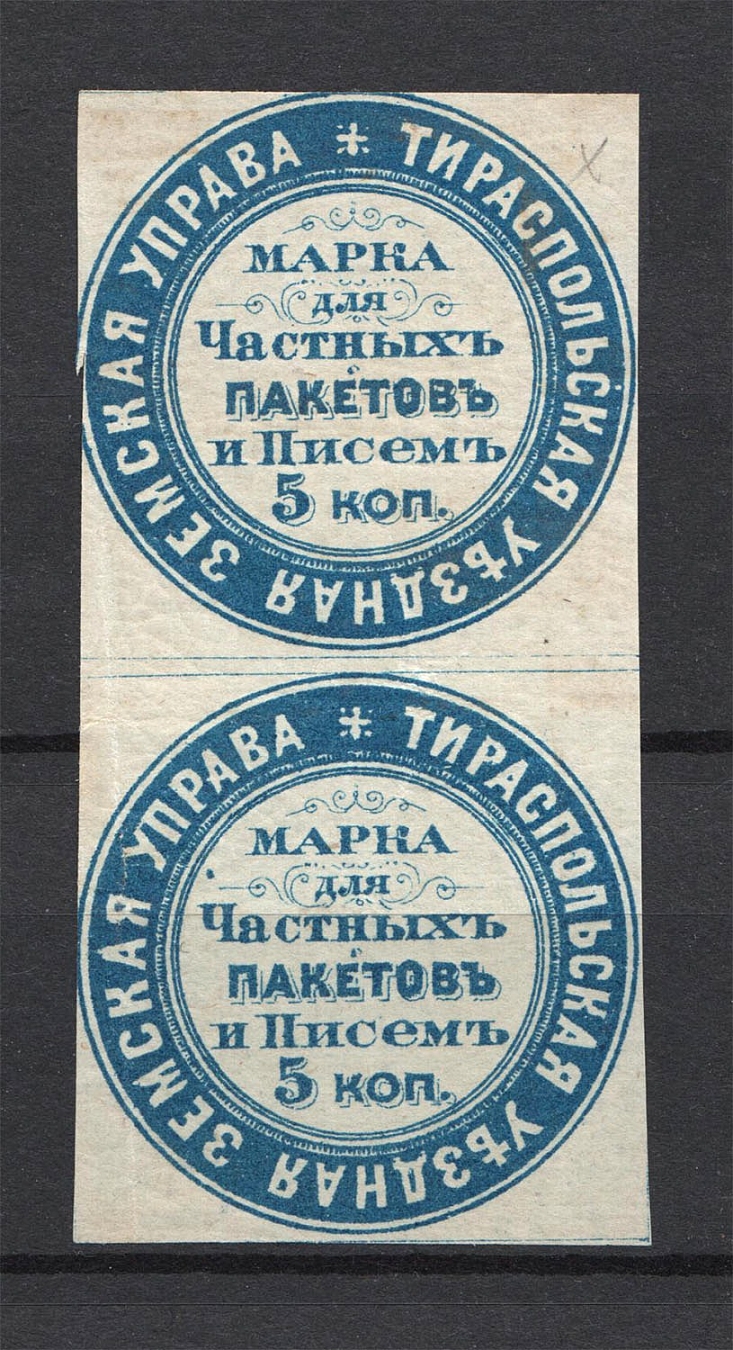 ТИРАСПОЛЬСКАЯ УѢЗДНАЯ ЗЕМСКАЯ УПРАВА
МАРКА
для
Частныхъ
ПАКЕТОВЪ
и Писемъ
5 коп.
ТИРАСПОЛЬСКАЯ УѢЗДНАЯ ЗЕМСКАЯ УПРАВА
МАРКА
для
Частныхъ
ПАКЕТОВЪ
и Писемъ
5 коп.